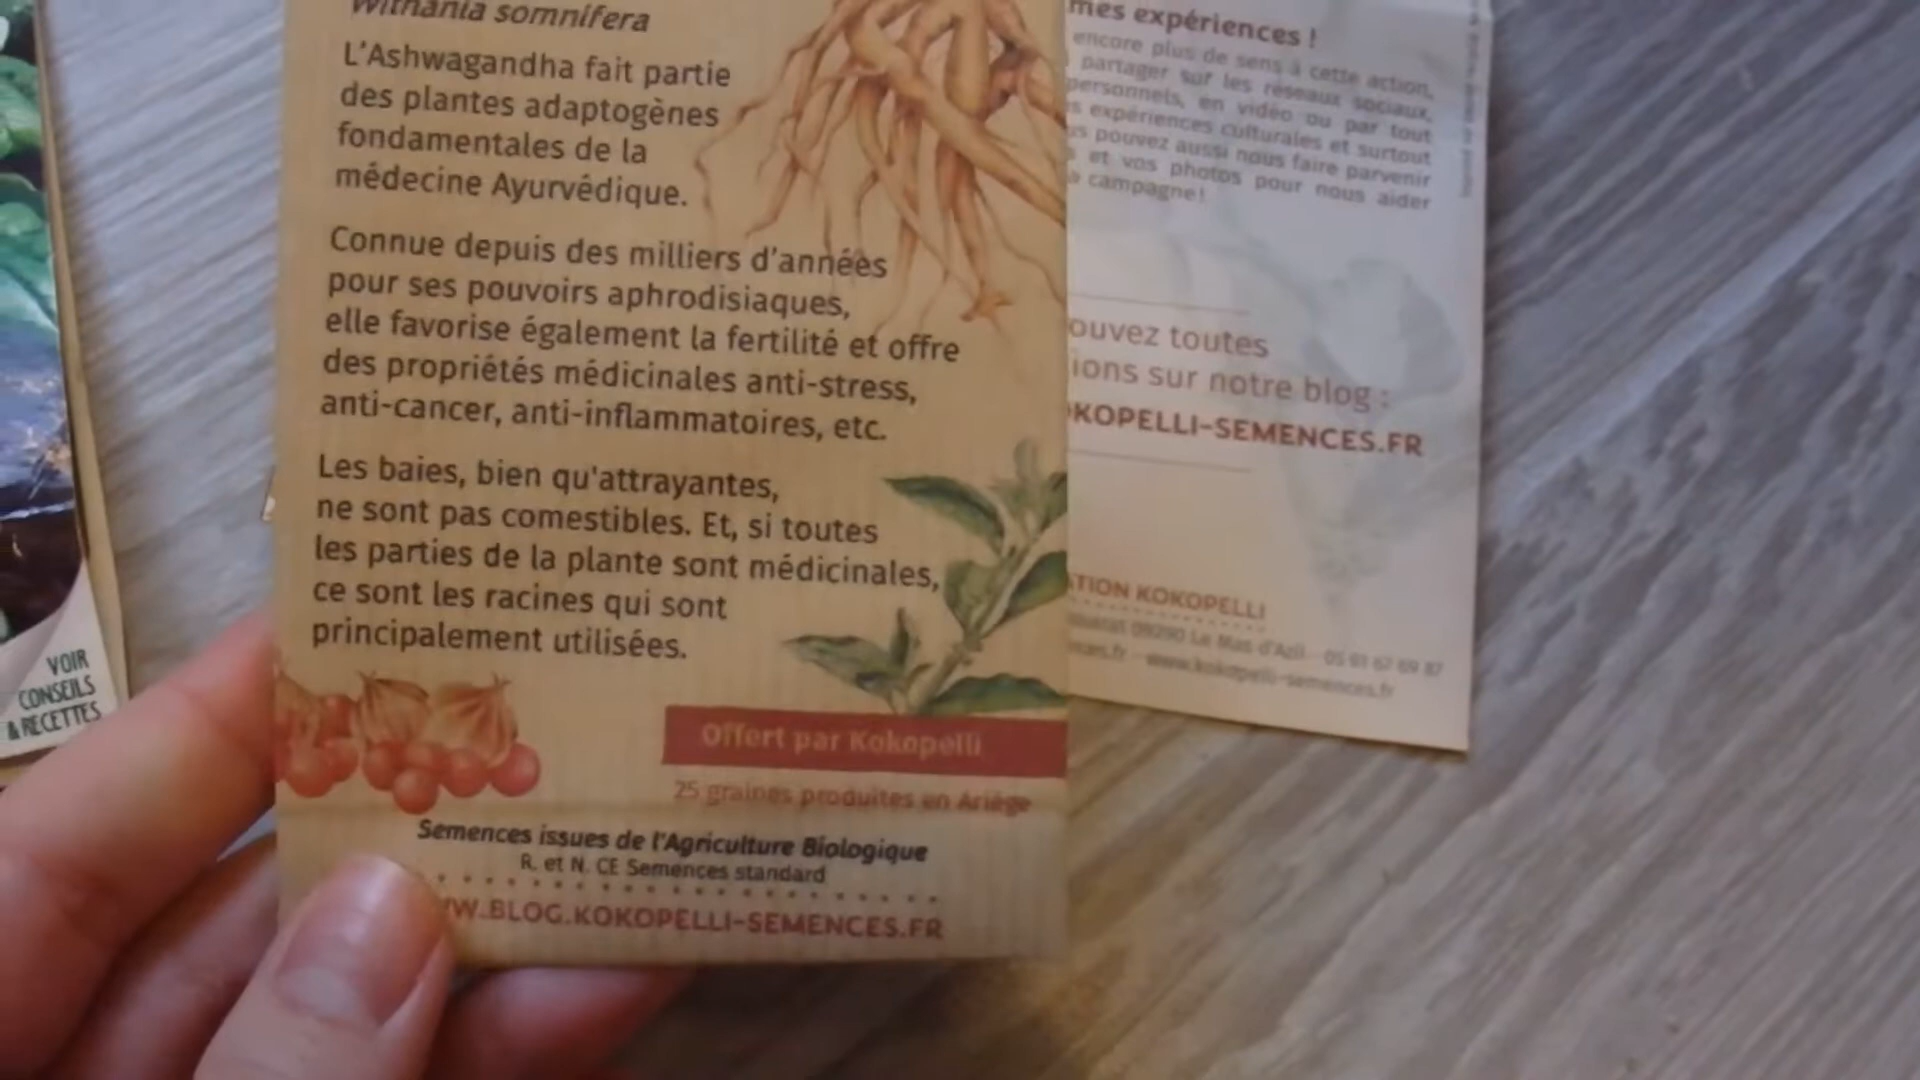 Withania somnifera
L'Ashwagandha fait partie
des plantes adaptogènes
fondamentales de la
médecine Ayurvédique.
Connue depuis des milliers d'années
pour ses pouvoirs aphrodisiaques,
elle favorise également la fertilité et offre
des propriétés médicinales anti-stress,
anti-cancer, anti-inflammatoires, etc.
Les baies, bien qu'attrayantes,
ne sont pas comestibles. Et, si toutes
les parties de la plante sont médicinales,
ce sont les racines qui sont
principalement utilisées.
Offert par Kokopelli
25 graines produites en Ariège
Semences issues de l'Agriculture Biologique
R. et N. CE Semences standard
W.BLOG.KOKOPELLI-SEMENCES.FR
mes expériences !
encore plus de sens à cette action,
partager sur les réseaux sociaux,
personnels, en vidéo ou par tout
expériences culturales et surtout
pouvez aussi nous faire parvenir
et vos photos pour nous aider
campagne!
ouvez toutes
ions sur notre blog :
KOPELLI-SEMENCES.FR
TION KOKOPELLI
09290 Le Mas d'Azil - 05 61 67 69 87
www.kokopelli-semences.fr
VOIR
CONSEILS
& RECETTES